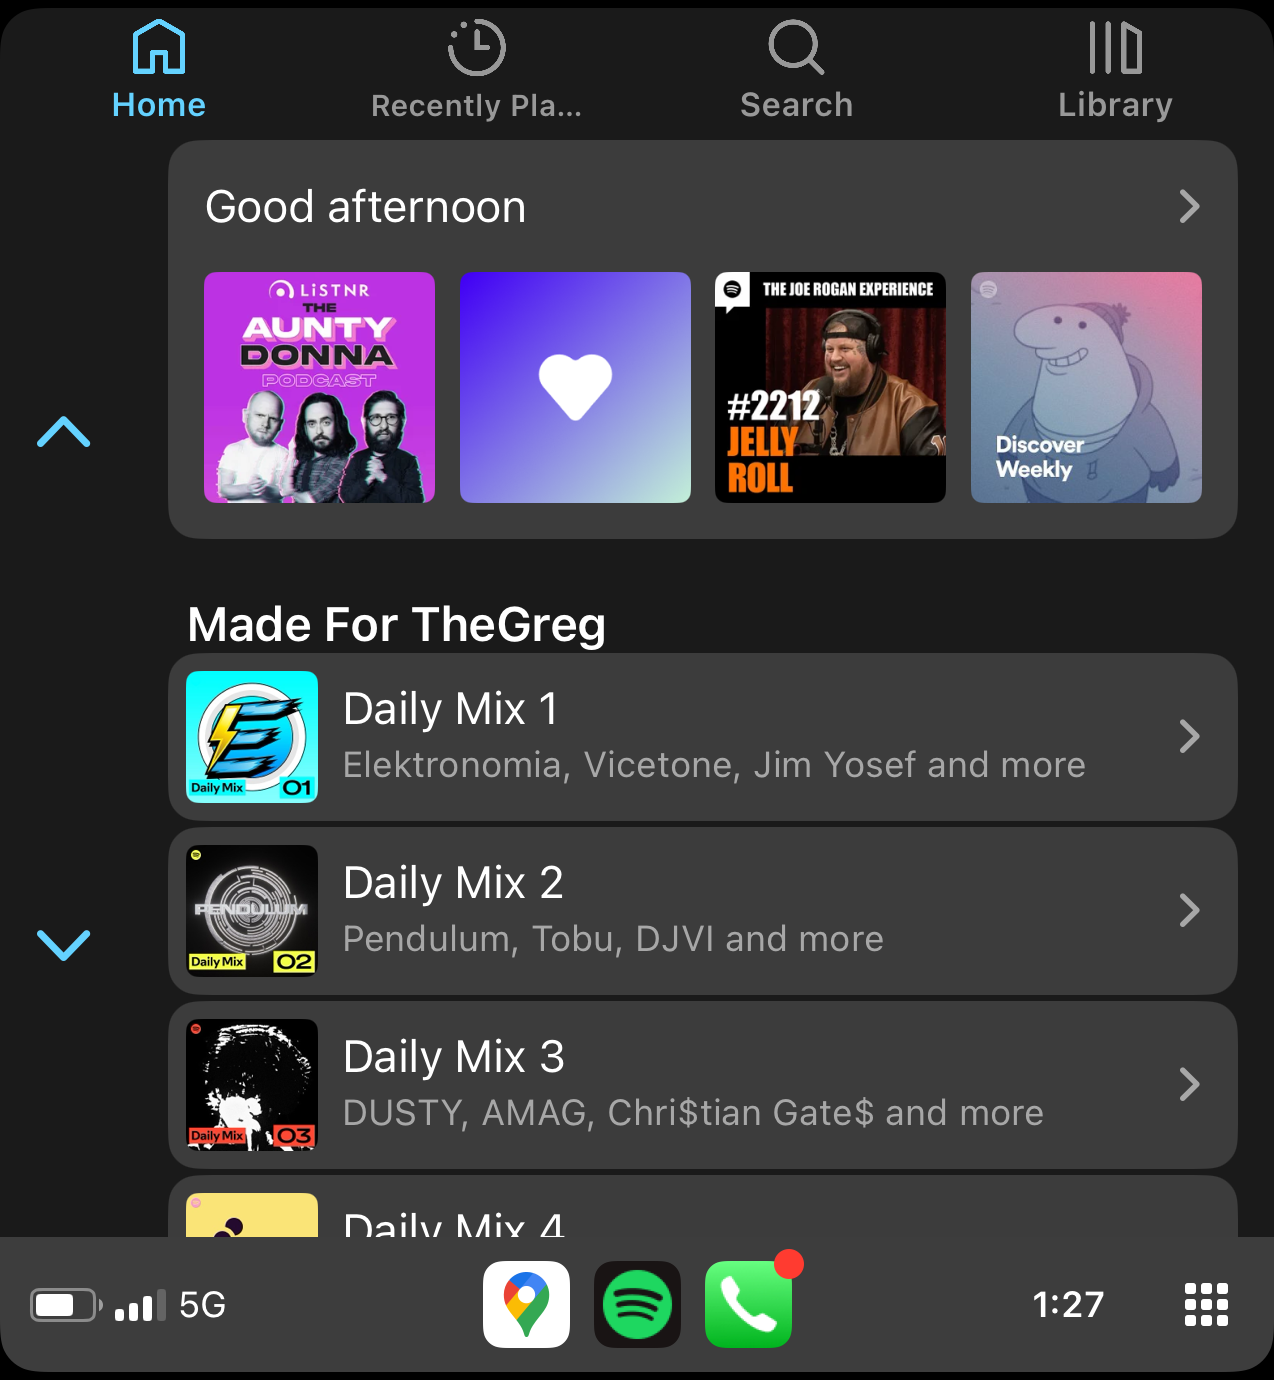 Home
Recently Pla...
Search
Library
Good afternoon
LiSTNR
THE
AUNTY
DONNA
PODCAST
THE JOE ROGAN EXPERIENCE
#2212
JELLY
ROLL
Discover
Weekly
Made For TheGreg
Daily Mix 1
Elektronomia, Vicetone, Jim Yosef and more
Daily Mix 01
Daily Mix 2
Pendulum, Tobu, DJVI and more
PENDULUM
Daily Mix 02
Daily Mix 3
DUSTY, AMAG, Chri$tian Gate$ and more
Daily Mix 03
Daily Mix 4
5G
1:27